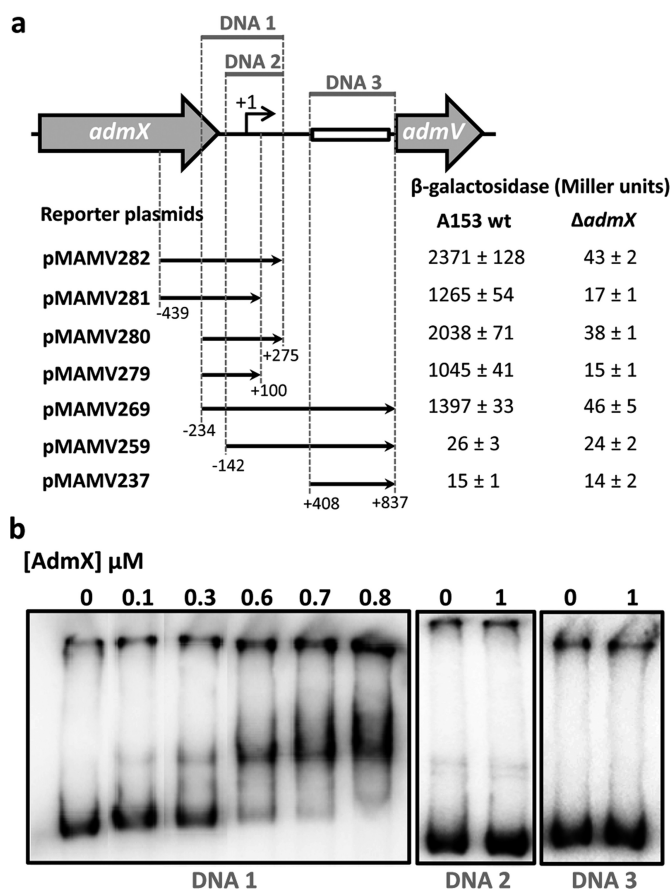 a
DNA 1
DNA 2
DNA 3
+1
admX
admV
β-galactosidase (Miller units)
Reporter plasmids
A153 wt
ΔadmX
pMAMV282
2371 ± 128
43 ± 2
pMAMV281
1265 ± 54
17 ± 1
-439
pMAMV280
2038 ± 71
38 ± 1
+275
pMAMV279
1045 ± 41
15 ± 1
+100
pMAMV269
1397 ± 33
46 ± 5
-234
pMAMV259
26 ± 3
24 ± 2
-142
pMAMV237
15 ± 1
14 ± 2
+408
+837
b
[AdmX] μM
0 0.1 0.3 0.6 0.7 0.8
0 1
0 1
DNA 1
DNA 2
DNA 3